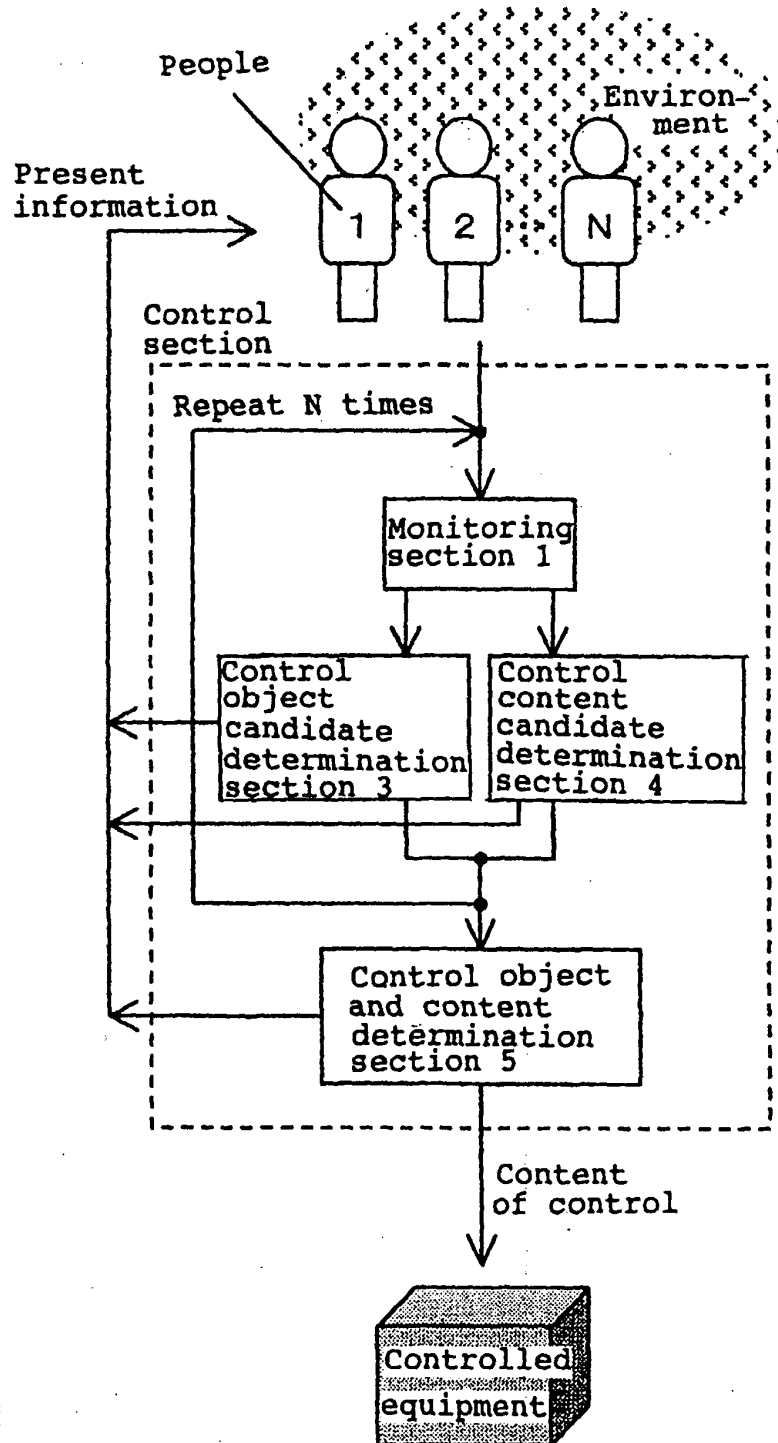 People
Environ-
ment
Present
information
1 2 N
Control
section
Repeat N times
Monitoring
section 1
Control
object
candidate
determination
section 3
Control
content
candidate
determination
section 4
Control object
and content
determination
section 5
Content
of control
Controlled
equipment